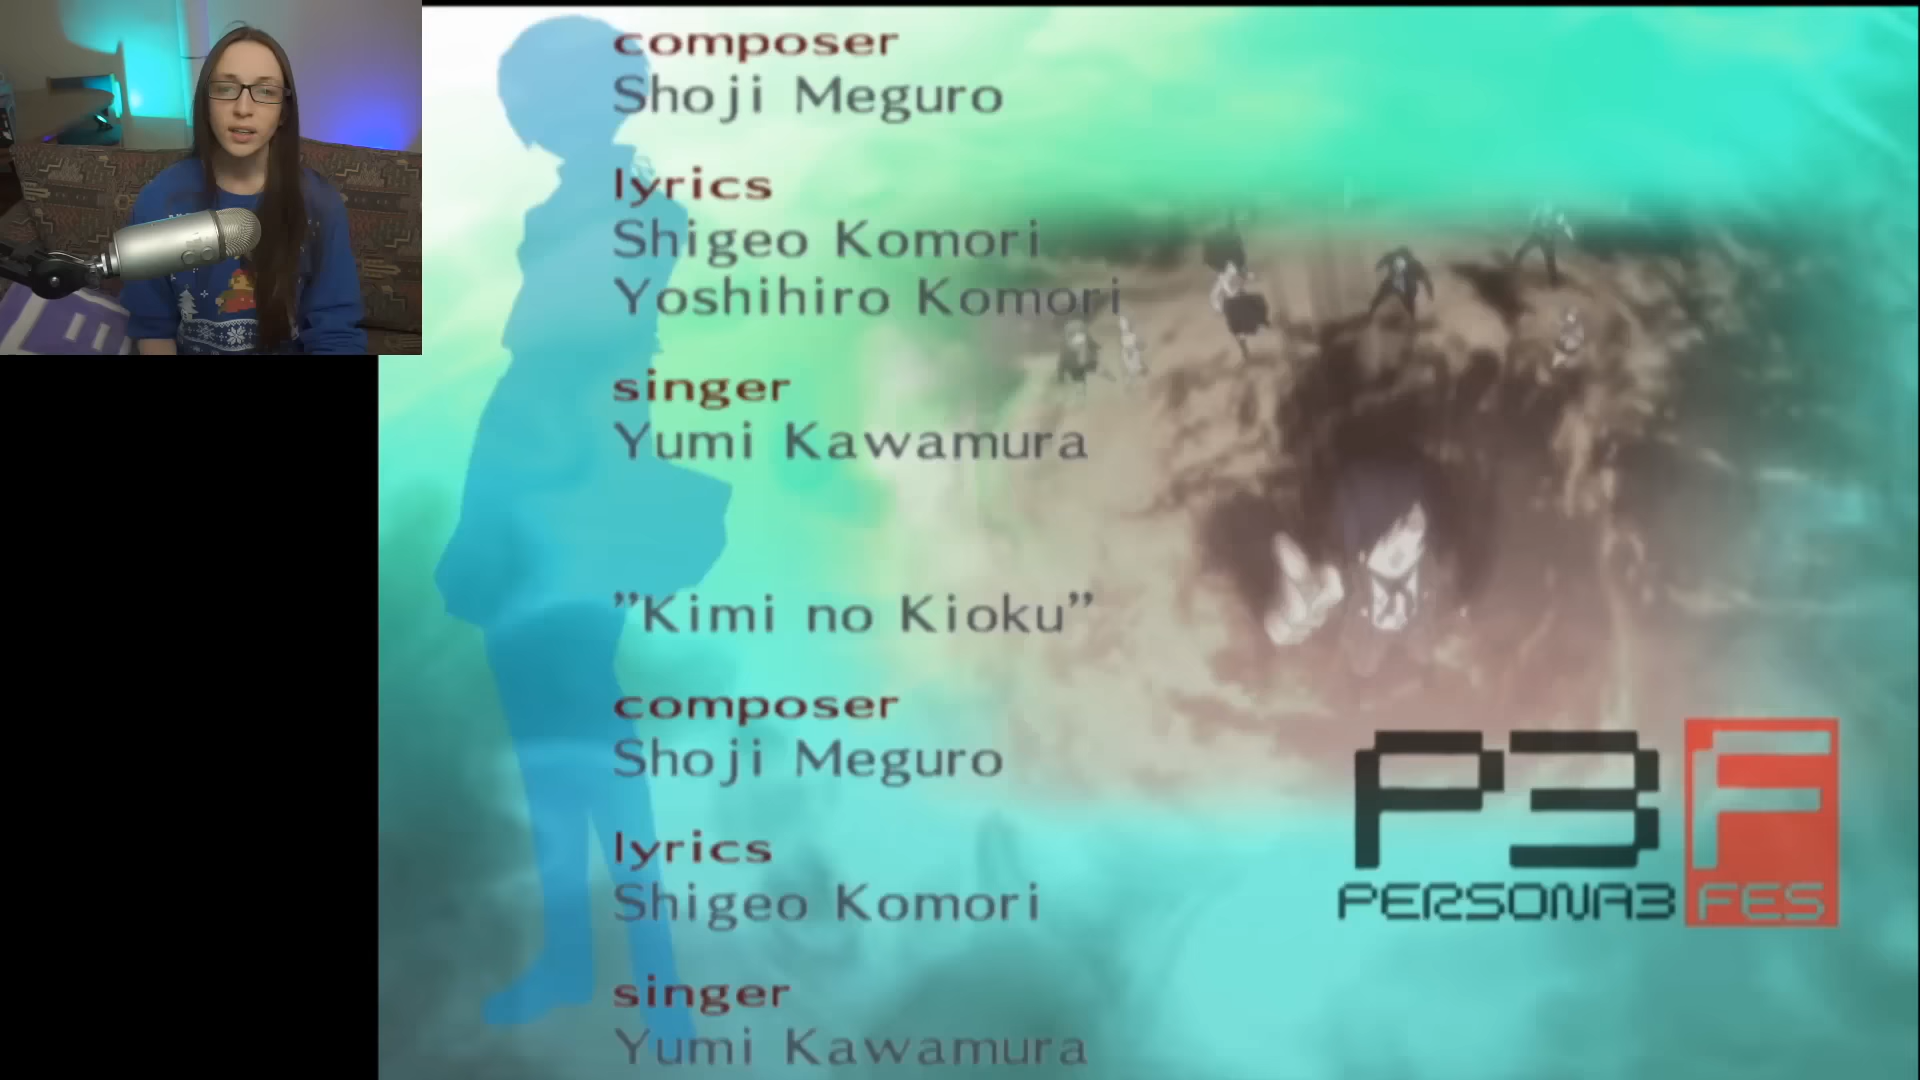 composer
Shoji Meguro
lyrics
Shigeo Komori
Yoshihiro Komori
singer
Yumi Kawamura
”Kimi no Kioku”
composer
Shoji Meguro
lyrics
Shigeo Komori
singer
Yumi Kawamura
P3F
PERSONA3 FES